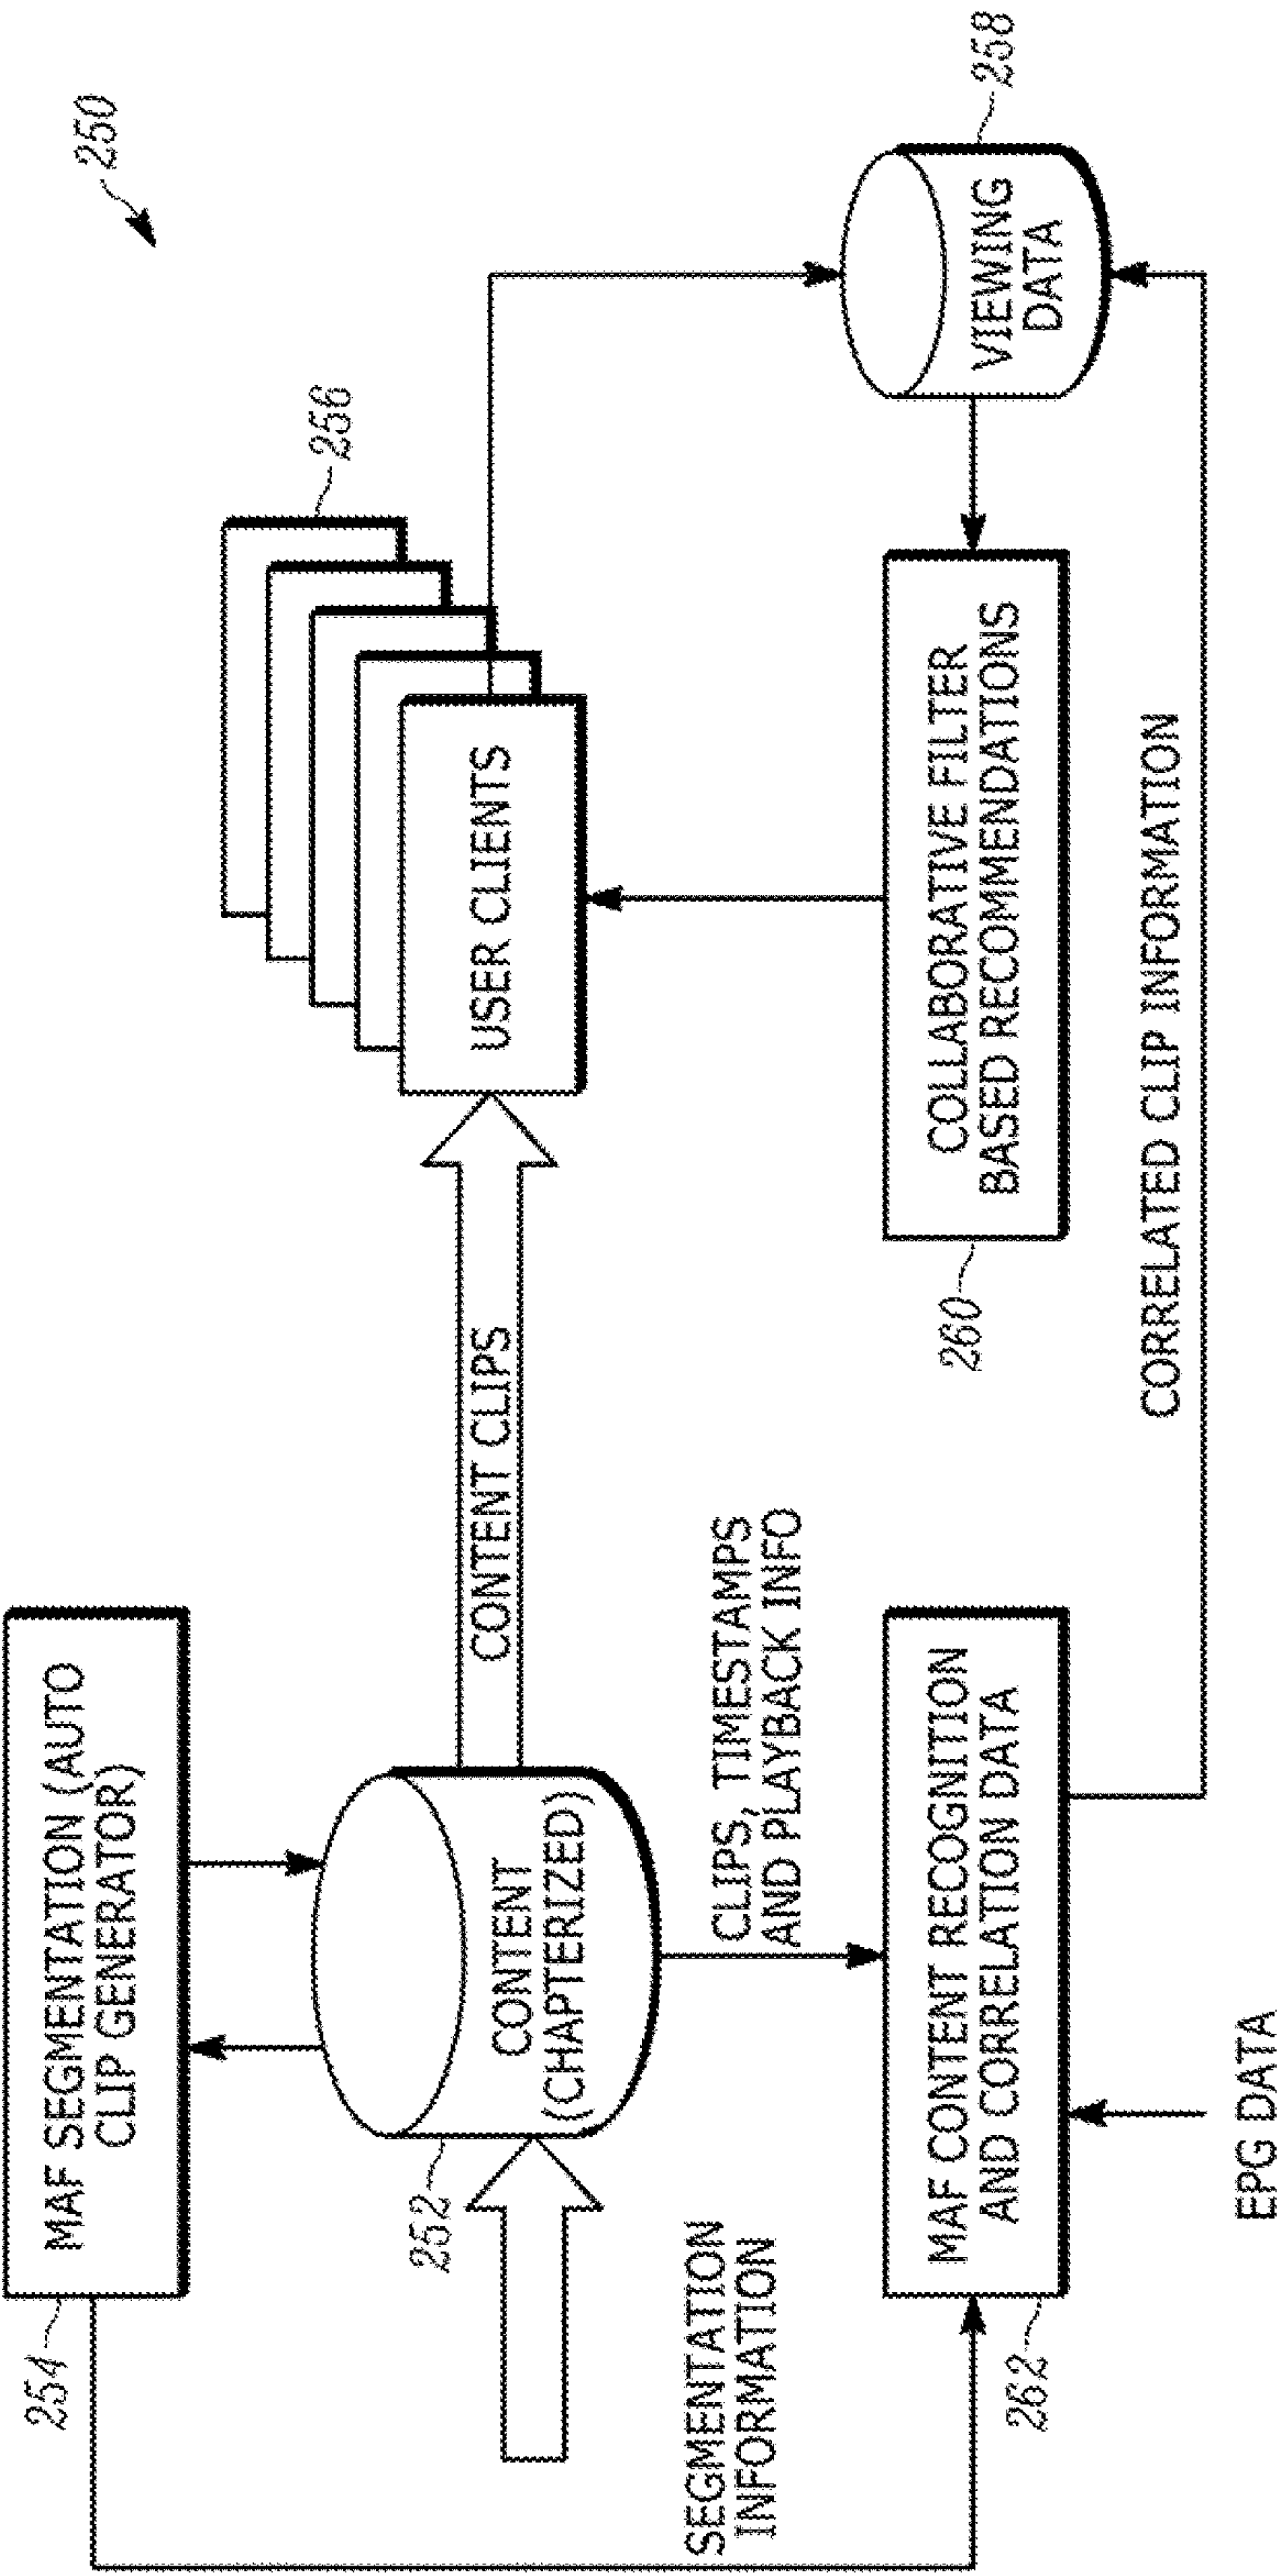 250
254
MAF SEGMENTATION (AUTO
CLIP GENERATOR)
256
USER CLIENTS
252
CONTENT
(CHAPTERIZED)
CONTENT CLIPS
SEGMENTATION
INFORMATION
CLIPS, TIMESTAMPS
AND PLAYBACK INFO
258
VIEWING
DATA
262
MAF CONTENT RECOGNITION
AND CORRELATION DATA
260
COLLABORATIVE FILTER
BASED RECOMMENDATIONS
CORRELATED CLIP INFORMATION
EPG DATA